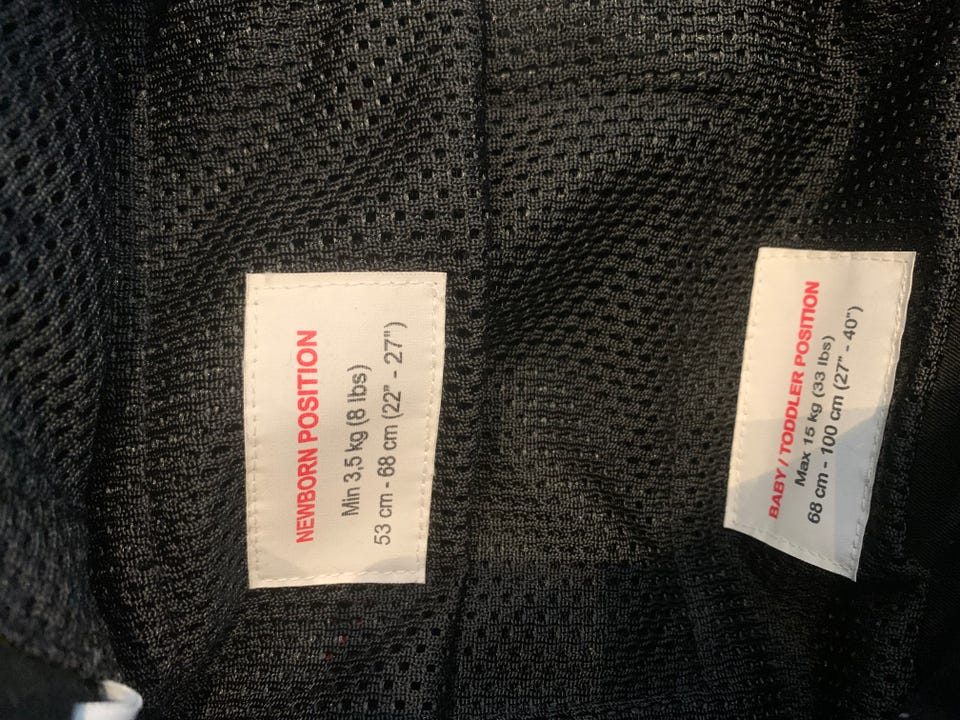 NEWBORN POSITION
Min 3,5 kg (8 lbs)
53 cm - 68 cm (22" - 27")
BABY / TODDLER POSITION
Max 15 kg (33 lbs)
68 cm - 100 cm (27" - 40")